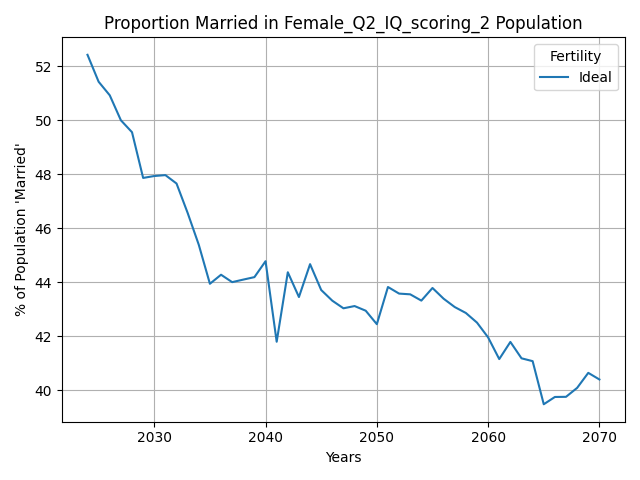 Proportion Married in Female_Q2_IQ_scoring_2 Population
Fertility
Ideal
% of Population 'Married'
52
50
48
46
44
42
40
2030
2040
2050
2060
2070
Years